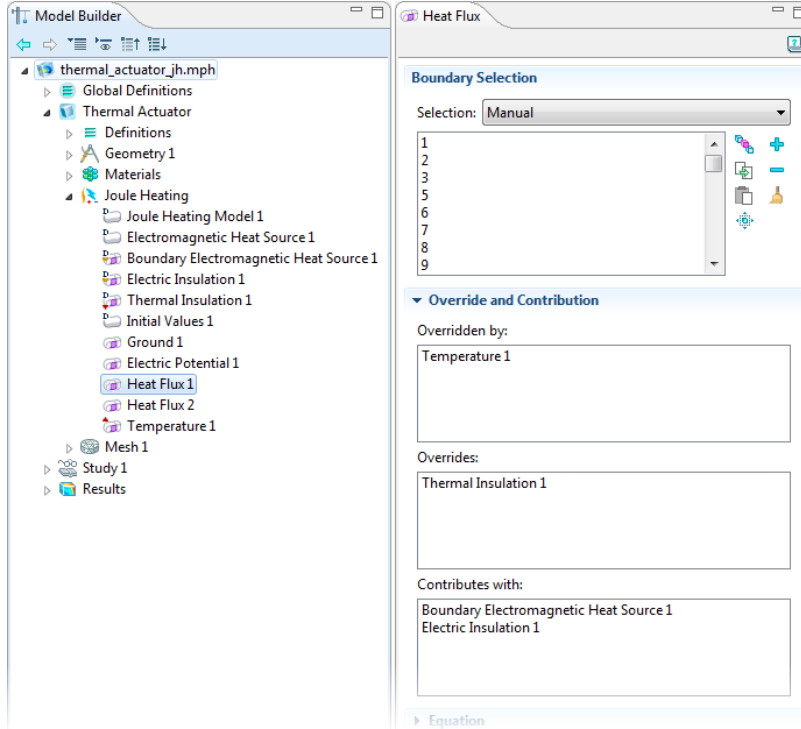 Model Builder
thermal_actuator_jh.mph
Global Definitions
Thermal Actuator
Definitions
Geometry 1
Materials
Joule Heating
Joule Heating Model 1
Electromagnetic Heat Source 1
Boundary Electromagnetic Heat Source 1
Electric Insulation 1
Thermal Insulation 1
Initial Values 1
Ground 1
Electric Potential 1
Heat Flux 1
Heat Flux 2
Temperature 1
Mesh 1
Study 1
Results
Heat Flux
Boundary Selection
Selection: Manual
1
2
3
5
6
7
8
9
Override and Contribution
Overridden by:
Temperature 1
Overrides:
Thermal Insulation 1
Contributes with:
Boundary Electromagnetic Heat Source 1
Electric Insulation 1
Equation